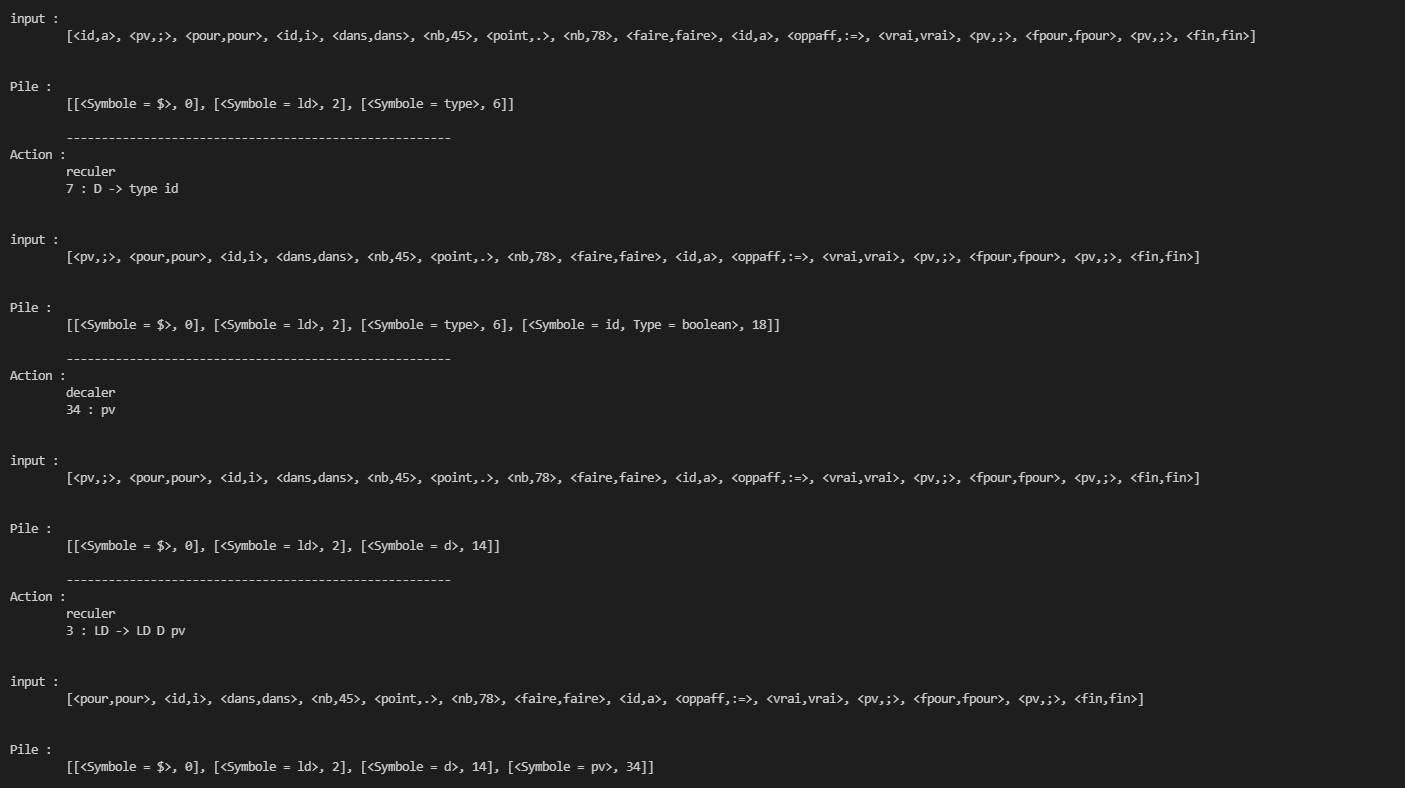 input :
[<id,a>, <pv,;>, <pour,pour>, <id,i>, <dans,dans>, <nb,45>, <point,.>, <nb,78>, <faire,faire>, <id,a>, <oppaff,:=>, <vrai,vrai>, <pv,;>, <fpour,fpour>, <pv,;>, <fin,fin>]
Pile :
[[<Symbole = $>, 0], [<Symbole = ld>, 2], [<Symbole = type>, 6]]
-------------------------------------------------------
Action :
reculer
7 : D -> type id
input :
[<pv,;>, <pour,pour>, <id,i>, <dans,dans>, <nb,45>, <point,.>, <nb,78>, <faire,faire>, <id,a>, <oppaff,:=>, <vrai,vrai>, <pv,;>, <fpour,fpour>, <pv,;>, <fin,fin>]
Pile :
[[<Symbole = $>, 0], [<Symbole = ld>, 2], [<Symbole = type>, 6], [<Symbole = id, Type = boolean>, 18]]
-------------------------------------------------------
Action :
decaler
34 : pv
input :
[<pv,;>, <pour,pour>, <id,i>, <dans,dans>, <nb,45>, <point,.>, <nb,78>, <faire,faire>, <id,a>, <oppaff,:=>, <vrai,vrai>, <pv,;>, <fpour,fpour>, <pv,;>, <fin,fin>]
Pile :
[[<Symbole = $>, 0], [<Symbole = ld>, 2], [<Symbole = d>, 14]]
-------------------------------------------------------
Action :
reculer
3 : LD -> LD D pv
input :
[<pour,pour>, <id,i>, <dans,dans>, <nb,45>, <point,.>, <nb,78>, <faire,faire>, <id,a>, <oppaff,:=>, <vrai,vrai>, <pv,;>, <fpour,fpour>, <pv,;>, <fin,fin>]
Pile :
[[<Symbole = $>, 0], [<Symbole = ld>, 2], [<Symbole = d>, 14], [<Symbole = pv>, 34]]